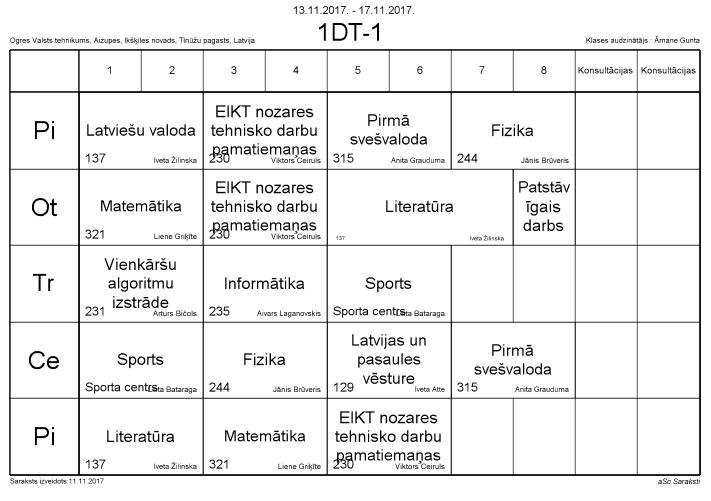 13.11.2017. - 17.11.2017.
Ogres Valsts tehnikums, Aizupes, Ikšķiles novads, Tīnūžu pagasts, Latvija
1DT-1
Klases audzinātājs : Āmane Gunta
1 2 3 4 5 6 7 8 Konsultācijas Konsultācijas
Pi
Latviešu valoda
137 Iveta Žilinska
EIKT nozares
tehnisko darbu
pamatiemaņas
230 Viktors Ceiruls
Pirmā
svešvaloda
315 Anita Grauduma
Fizika
244 Jānis Brūveris
Ot
Matemātika
321 Liene Griķīte
EIKT nozares
tehnisko darbu
pamatiemaņas
230 Viktors Ceiruls
Literatūra
137 Iveta Žilinska
Patstāv
īgais
darbs
Tr
Vienkāršu
algoritmu
izstrāde
231 Arturs Bičols
Informātika
235 Aivars Laganovskis
Sports
Sporta centrs Bataraga
Ce
Sports
Sporta centrs Bataraga
Fizika
244 Jānis Brūveris
Latvijas un
pasaules
vēsture
129 Iveta Atte
Pirmā
svešvaloda
315 Anita Grauduma
Pi
Literatūra
137 Iveta Žilinska
Matemātika
321 Liene Griķīte
EIKT nozares
tehnisko darbu
pamatiemaņas
230 Viktors Ceiruls
Saraksts izveidots:11.11.2017
aSc Saraksti